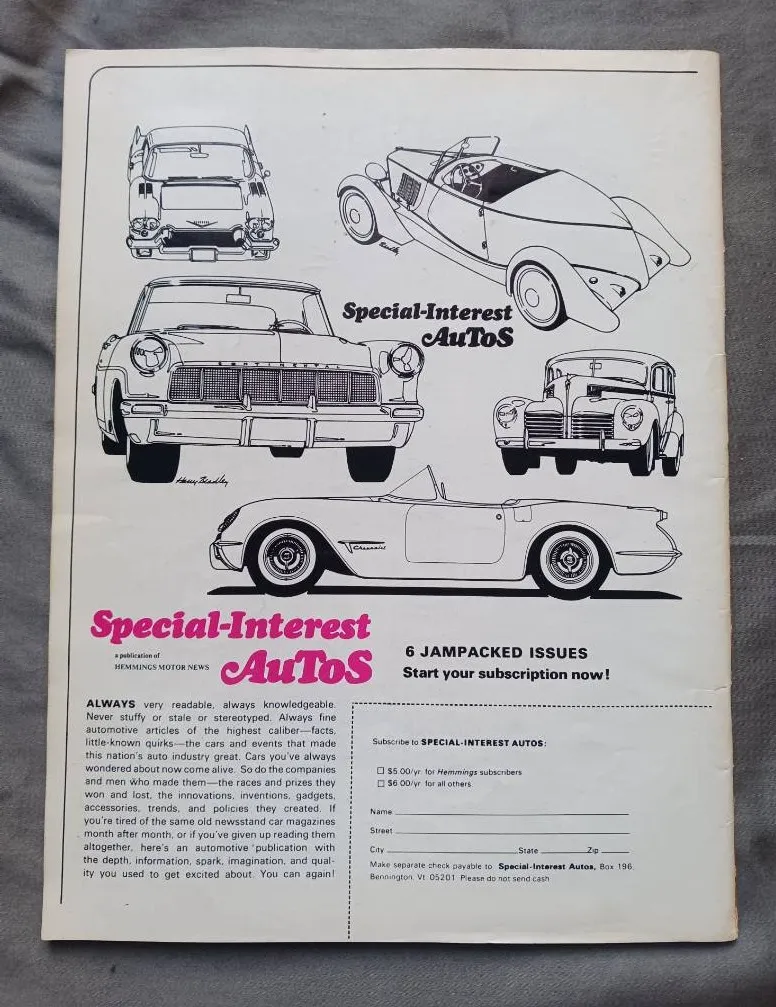 Special-Interest
AuToS
CONTINENTAL
Harry Bradley
Chevrolet
Special-Interest
a publication of
HEMMINGS MOTOR NEWS
AuToS
6 JAMPACKED ISSUES
Start your subscription now!
ALWAYS very readable, always knowledgeable.
Never stuffy or stale or stereotyped. Always fine
automotive articles of the highest caliber—facts,
little-known quirks—the cars and events that made
this nation's auto industry great. Cars you've always
wondered about now come alive. So do the companies
and men who made them—the races and prizes they
won and lost, the innovations, inventions, gadgets,
accessories, trends, and policies they created. If
you're tired of the same old newsstand car magazines
month after month, or if you've given up reading them
altogether, here's an automotive publication with
the depth, information, spark, imagination, and qual-
ity you used to get excited about. You can again!
Subscribe to SPECIAL-INTEREST AUTOS:
$5.00/yr. for Hemmings subscribers
$6.00/yr. for all others.
Name
Street
City State Zip
Make separate check payable to Special-Interest Autos, Box 196,
Bennington, Vt. 05201 Please do not send cash